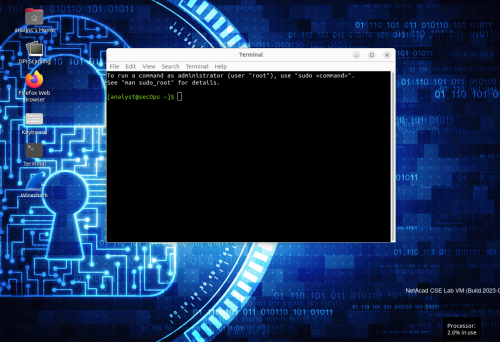 analyst's Home
DPI Scaling
Firefox Web
Browser
Keyboard
Terminal
Wireshark
Terminal
File Edit View Search Terminal Help
To run a command as administrator (user "root"), use "sudo <command>".
See "man sudo_root" for details.
[analyst@secOps ~]$
NetAcad CSE Lab VM (Build 2023-0
Processor:
2.0% in use